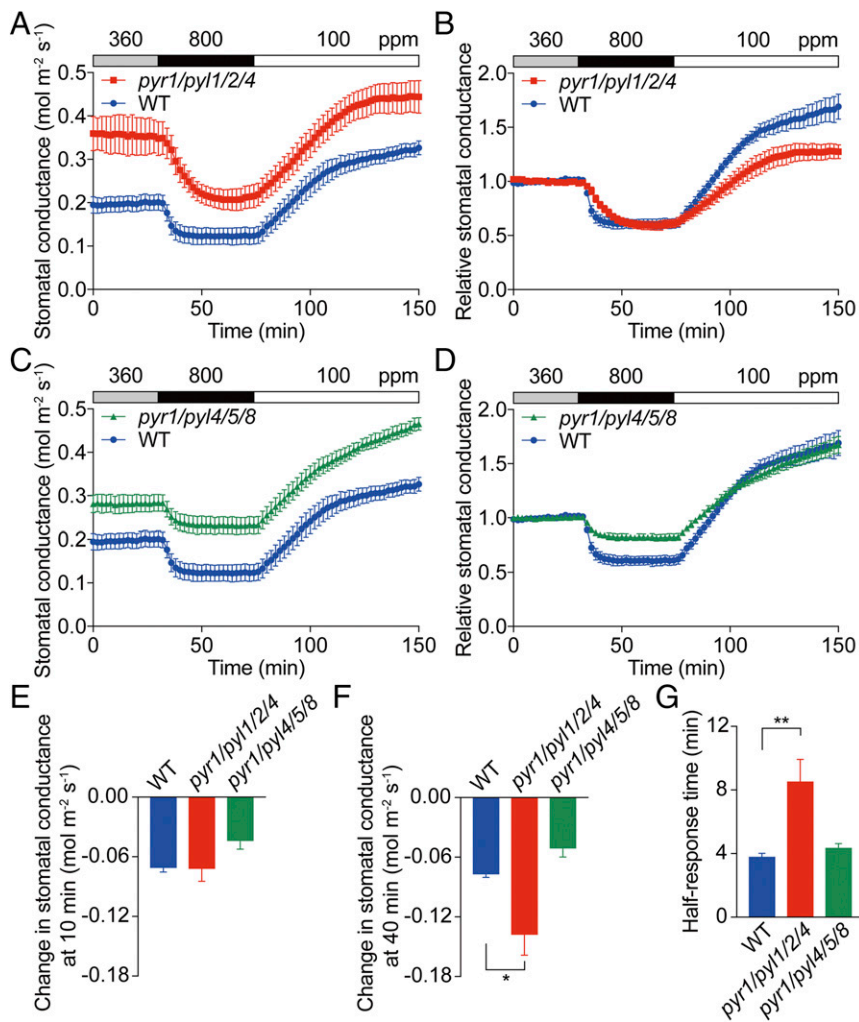 A
360 800 100 ppm
Stomatal conductance (mol m⁻² s⁻¹)
0.5
0.4
0.3
0.2
0.1
0.0
pyr1/pyl1/2/4
WT
0 50 100 150
Time (min)
B
360 800 100 ppm
Relative stomatal conductance
2.0
1.5
1.0
0.5
0.0
pyr1/pyl1/2/4
WT
0 50 100 150
Time (min)
C
360 800 100 ppm
Stomatal conductance (mol m⁻² s⁻¹)
0.5
0.4
0.3
0.2
0.1
0.0
pyr1/pyl4/5/8
WT
0 50 100 150
Time (min)
D
360 800 100 ppm
Relative stomatal conductance
2.0
1.5
1.0
0.5
0.0
pyr1/pyl4/5/8
WT
0 50 100 150
Time (min)
E
WT pyr1/pyl1/2/4 pyr1/pyl4/5/8
Change in stomatal conductance
at 10 min (mol m⁻² s⁻¹)
0.00
-0.06
-0.12
-0.18
F
WT pyr1/pyl1/2/4 pyr1/pyl4/5/8
Change in stomatal conductance
at 40 min (mol m⁻² s⁻¹)
0.00
-0.06
-0.12
-0.18
*
G
Half-response time (min)
12
8
4
0
**
WT pyr1/pyl1/2/4 pyr1/pyl4/5/8